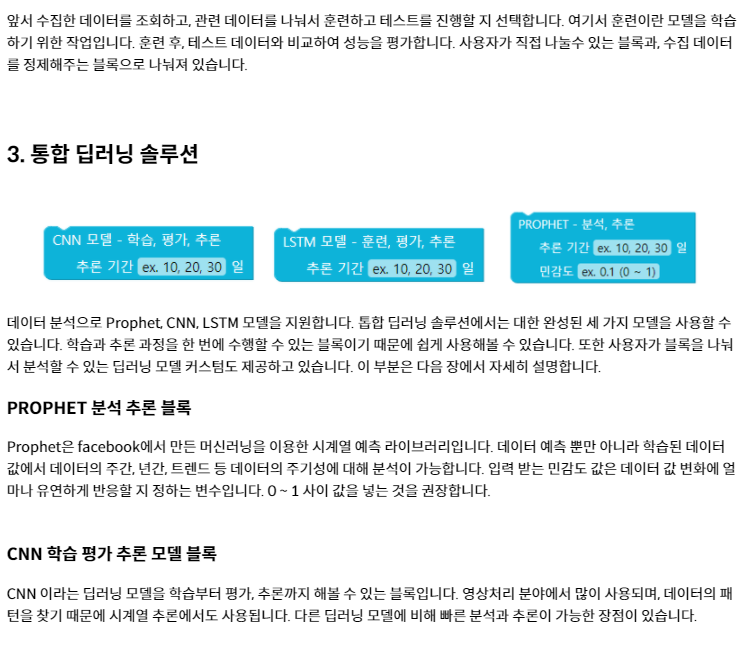 앞서 수집한 데이터를 조회하고, 관련 데이터를 나눠서 훈련하고 테스트를 진행할 지 선택합니다. 여기서 훈련이란 모델을 학습
하기 위한 작업입니다. 훈련 후, 테스트 데이터와 비교하여 성능을 평가합니다. 사용자가 직접 나눌수 있는 블록과, 수집 데이터
를 정제해주는 블록으로 나눠져 있습니다.
3. 통합 딥러닝 솔루션
CNN 모델 - 학습, 평가, 추론
추론 기간 ex. 10, 20, 30 일
LSTM 모델 - 훈련, 평가, 추론
추론 기간 ex. 10, 20, 30 일
PROPHET - 분석, 추론
추론 기간 ex. 10, 20, 30 일
민감도 ex. 0.1 (0 ~ 1)
데이터 분석으로 Prophet, CNN, LSTM 모델을 지원합니다. 톱합 딥러닝 솔루션에서는 대한 완성된 세 가지 모델을 사용할 수
있습니다. 학습과 추론 과정을 한 번에 수행할 수 있는 블록이기 때문에 쉽게 사용해볼 수 있습니다. 또한 사용자가 블록을 나눠
서 분석할 수 있는 딥러닝 모델 커스텀도 제공하고 있습니다. 이 부분은 다음 장에서 자세히 설명합니다.
PROPHET 분석 추론 블록
Prophet은 facebook에서 만든 머신러닝을 이용한 시계열 예측 라이브러리입니다. 데이터 예측 뿐만 아니라 학습된 데이터
값에서 데이터의 주간, 년간, 트렌드 등 데이터의 주기성에 대해 분석이 가능합니다. 입력 받는 민감도 값은 데이터 값 변화에 얼
마나 유연하게 반응할 지 정하는 변수입니다. 0 ~ 1 사이 값을 넣는 것을 권장합니다.
CNN 학습 평가 추론 모델 블록
CNN 이라는 딥러닝 모델을 학습부터 평가, 추론까지 해볼 수 있는 블록입니다. 영상처리 분야에서 많이 사용되며, 데이터의 패
턴을 찾기 때문에 시계열 추론에서도 사용됩니다. 다른 딥러닝 모델에 비해 빠른 분석과 추론이 가능한 장점이 있습니다.